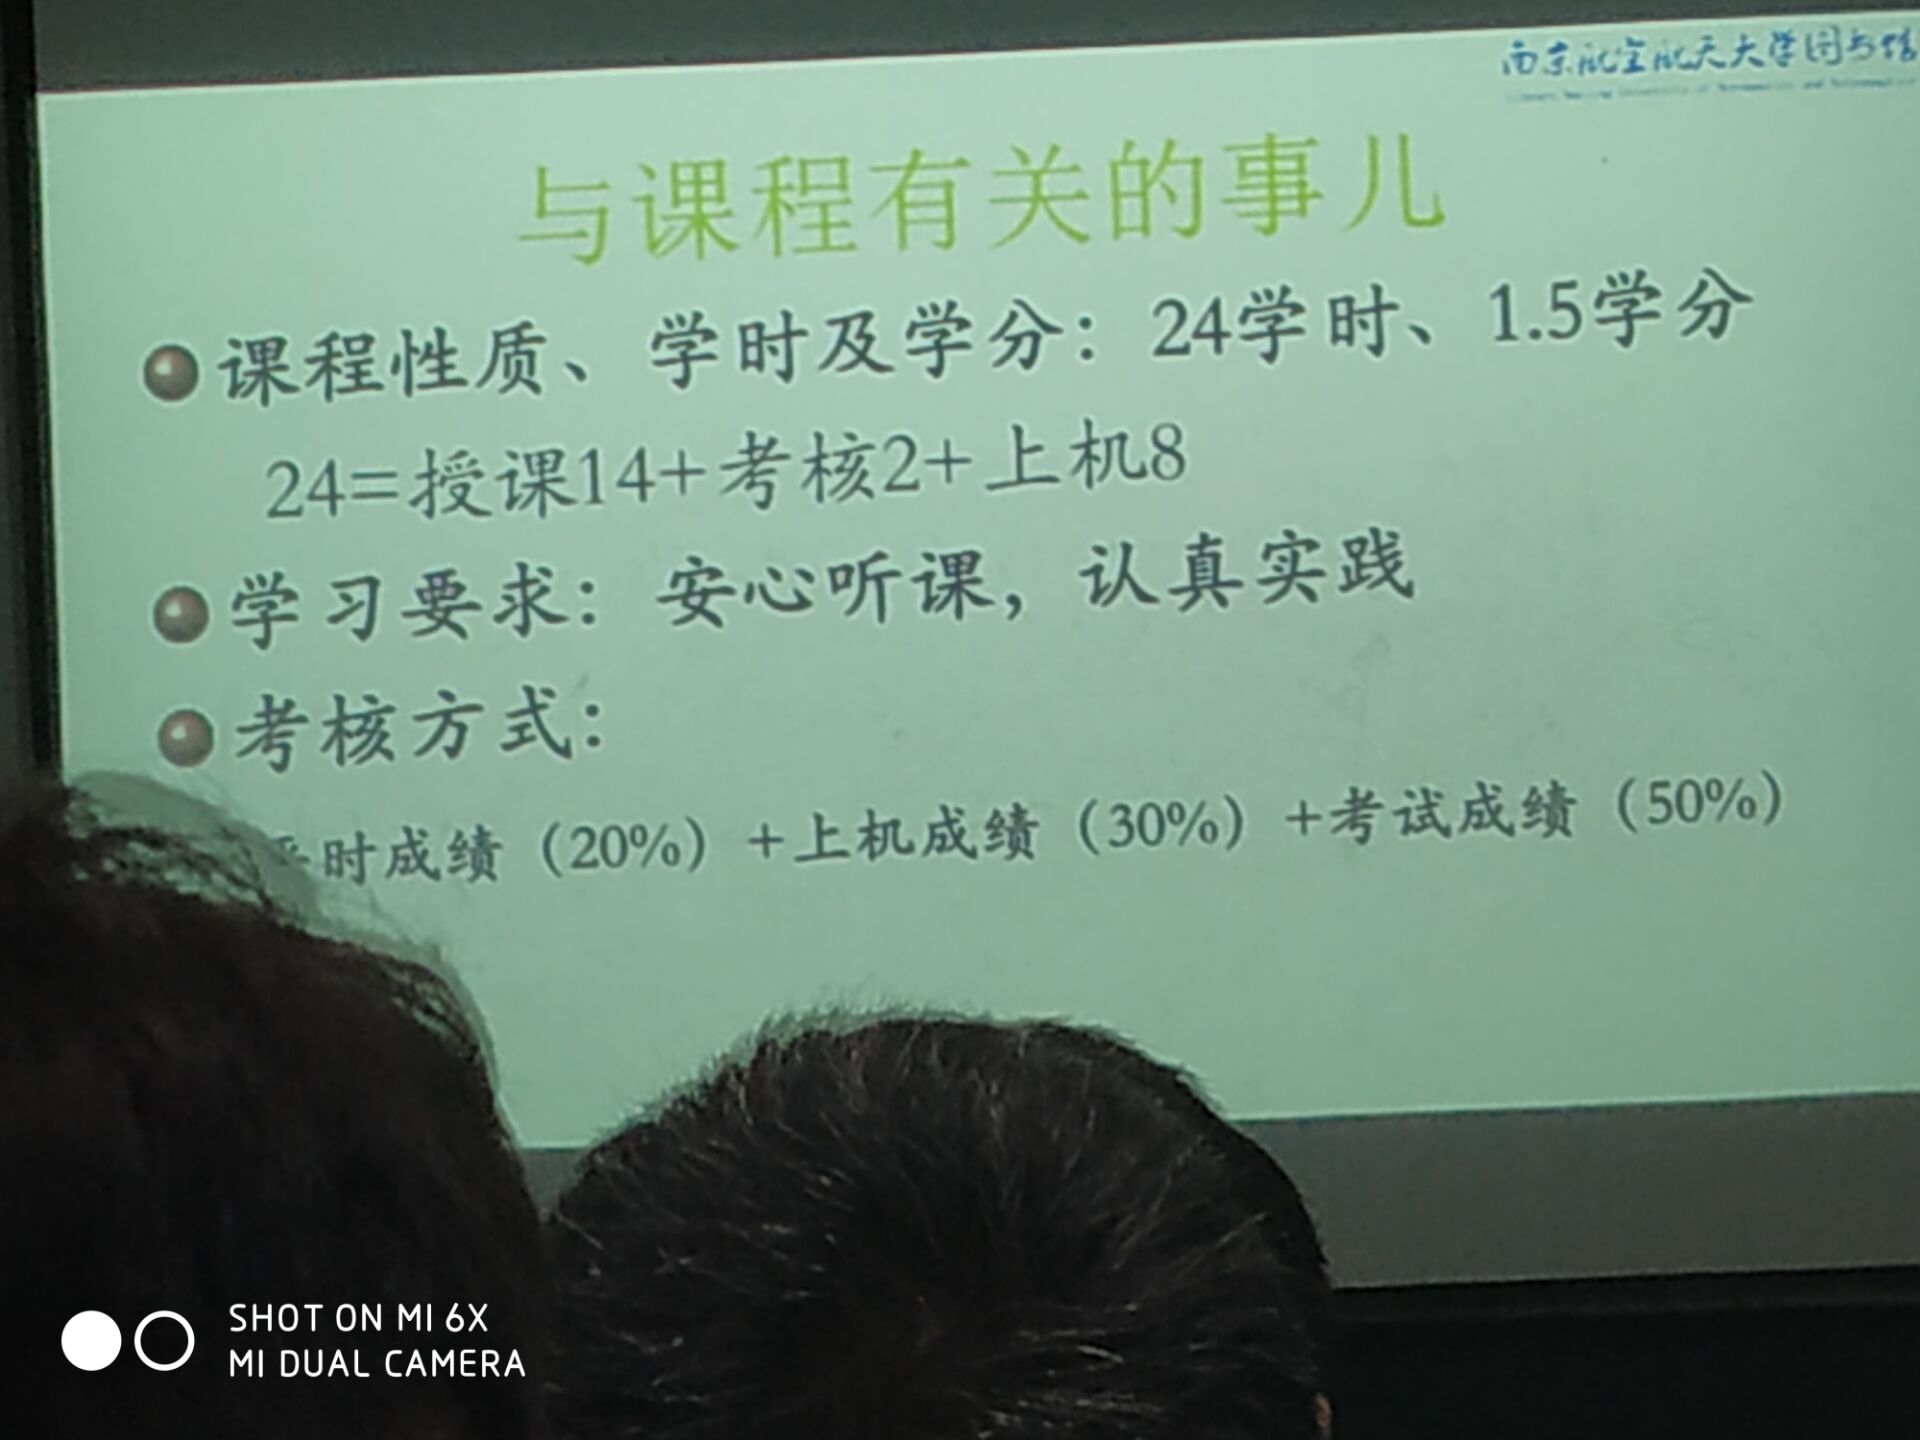 南京航空航天大学图书馆
与课程有关的事儿
课程性质、学时及学分：24学时、1.5学分
24=授课14+考核2+上机8
学习要求：安心听课，认真实践
考核方式：
平时成绩（20%）+上机成绩（30%）+考试成绩（50%）
SHOT ON MI 6X
MI DUAL CAMERA